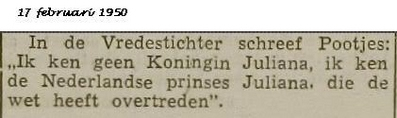 17 februari 1950
In de Vredestichter schreef Pootjes:
„Ik ken geen Koningin Juliana, ik ken
de Nederlandse prinses Juliana. die de
wet heeft overtreden”.